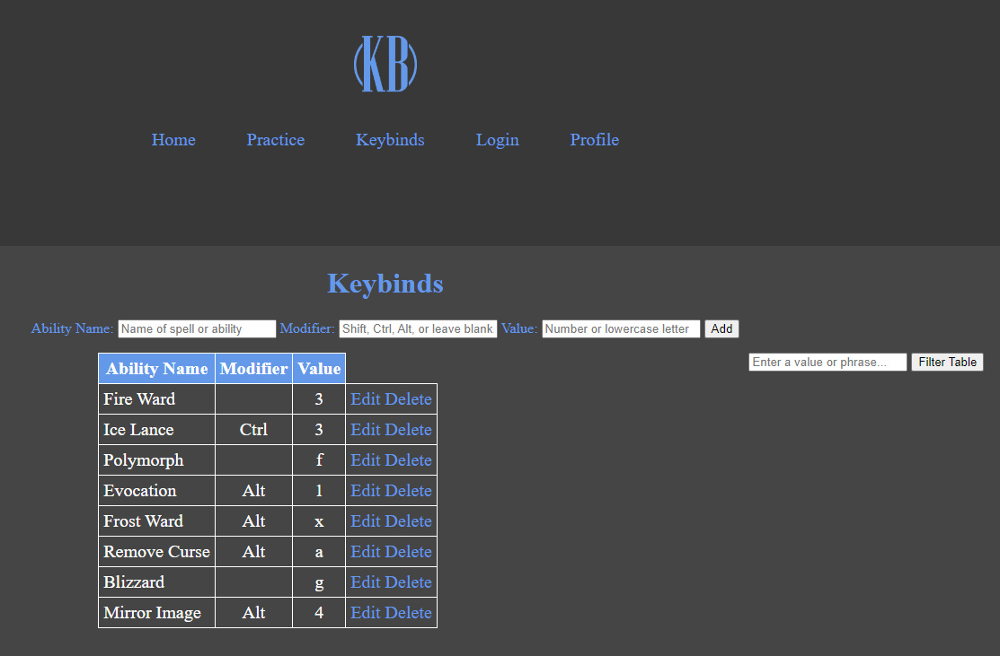 (KB)
Home Practice Keybinds Login Profile
Keybinds
Ability Name: Name of spell or ability Modifier: Shift, Ctrl, Alt, or leave blank Value: Number or lowercase letter Add
Enter a value or phrase... Filter Table
Ability Name Modifier Value
Fire Ward 3 Edit Delete
Ice Lance Ctrl 3 Edit Delete
Polymorph f Edit Delete
Evocation Alt 1 Edit Delete
Frost Ward Alt x Edit Delete
Remove Curse Alt a Edit Delete
Blizzard g Edit Delete
Mirror Image Alt 4 Edit Delete